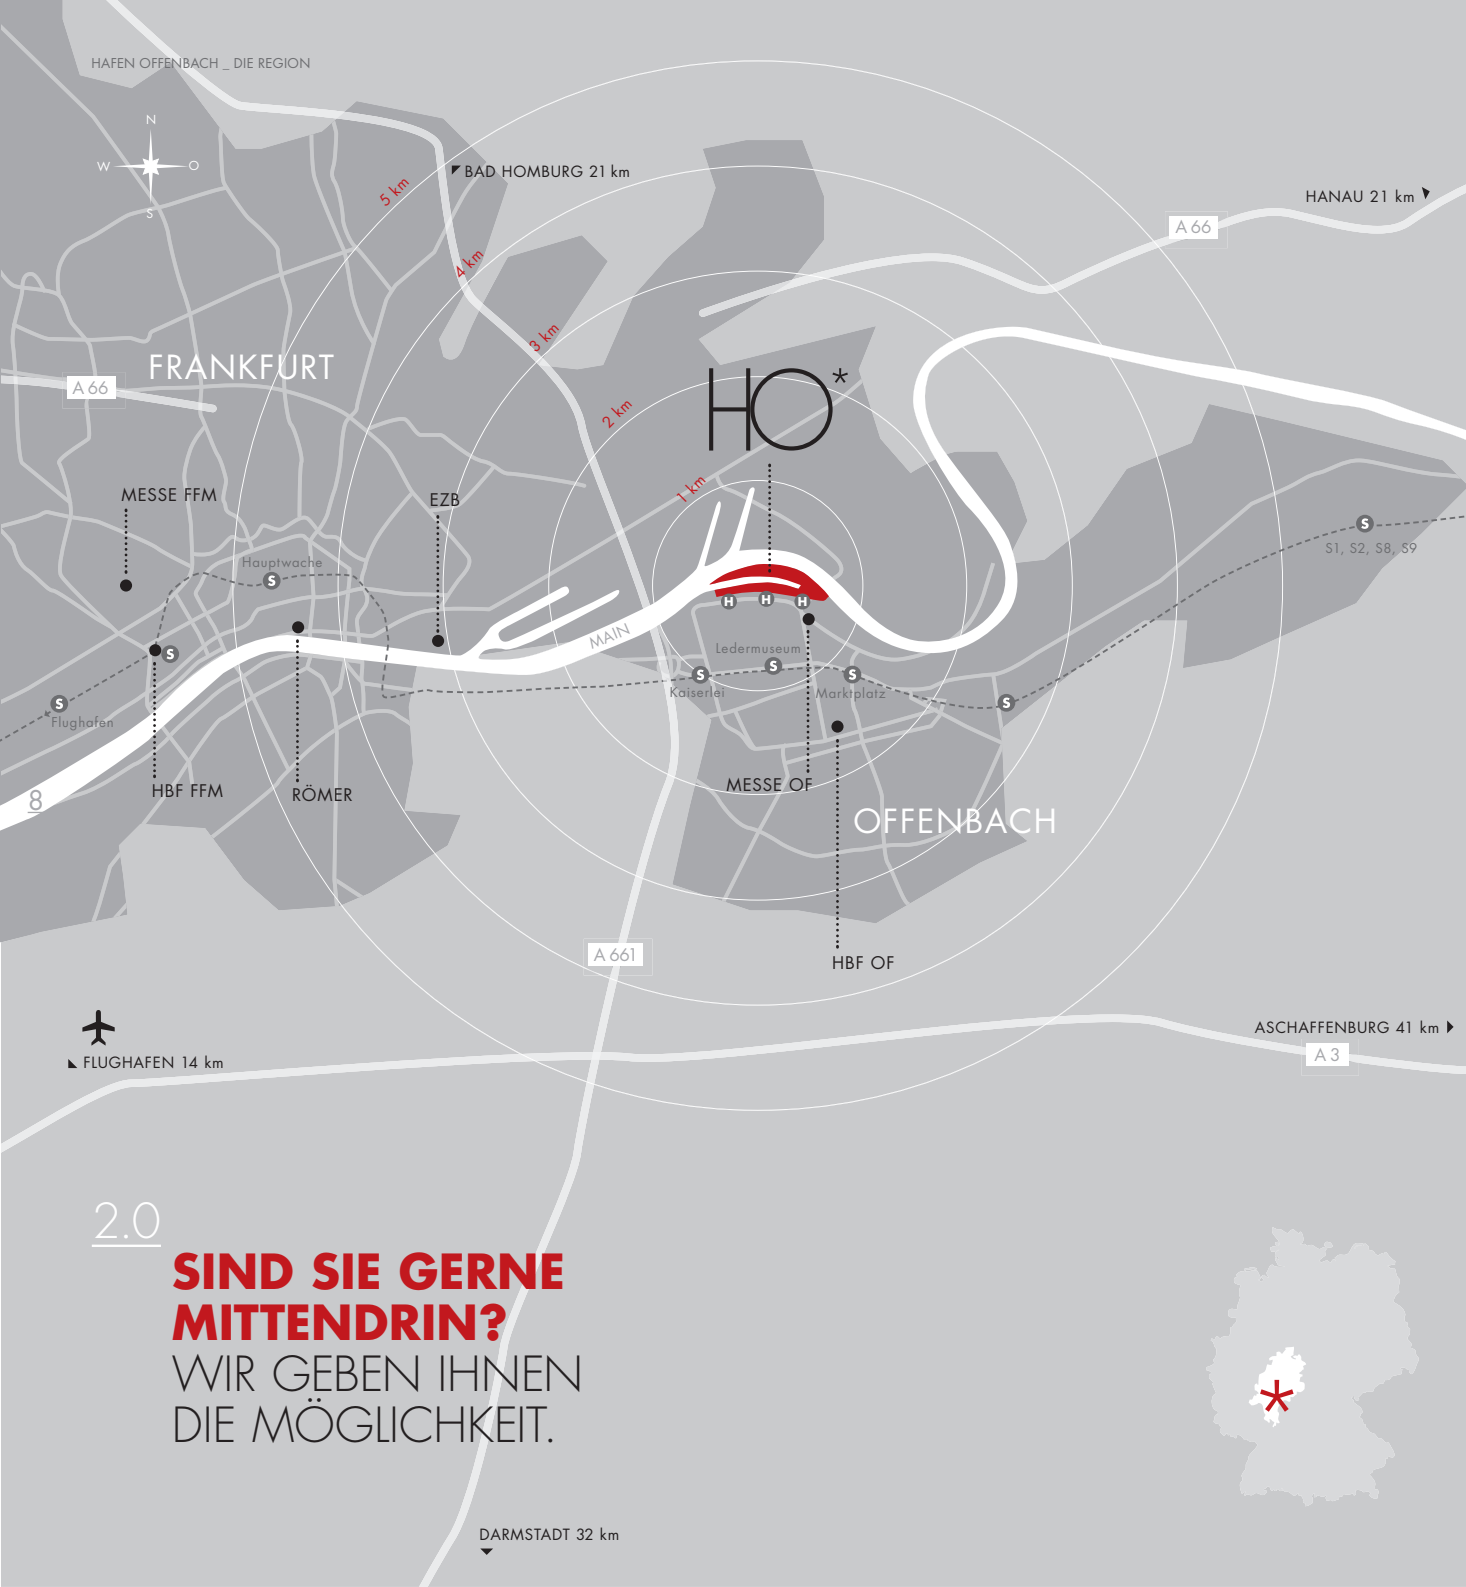 HAFEN OFFENBACH _ DIE REGION
N
W
O
S
BAD HOMBURG 21 km
HANAU 21 km
A 66
5 km
4 km
3 km
2 km
1 km
FRANKFURT
A 66
HO*
MESSE FFM
EZB
Hauptwache
S
S1, S2, S8, S9
S
H
H
H
MAIN
Ledermuseum
S
S
Kaiserlei
S
Marktplatz
S
S
S
Flughafen
MESSE OF
HBF FFM
RÖMER
8
OFFENBACH
A 661
HBF OF
FLUGHAFEN 14 km
ASCHAFFENBURG 41 km
A 3
2.0
SIND SIE GERNE
MITTENDRIN?
WIR GEBEN IHNEN
DIE MÖGLICHKEIT.
DARMSTADT 32 km